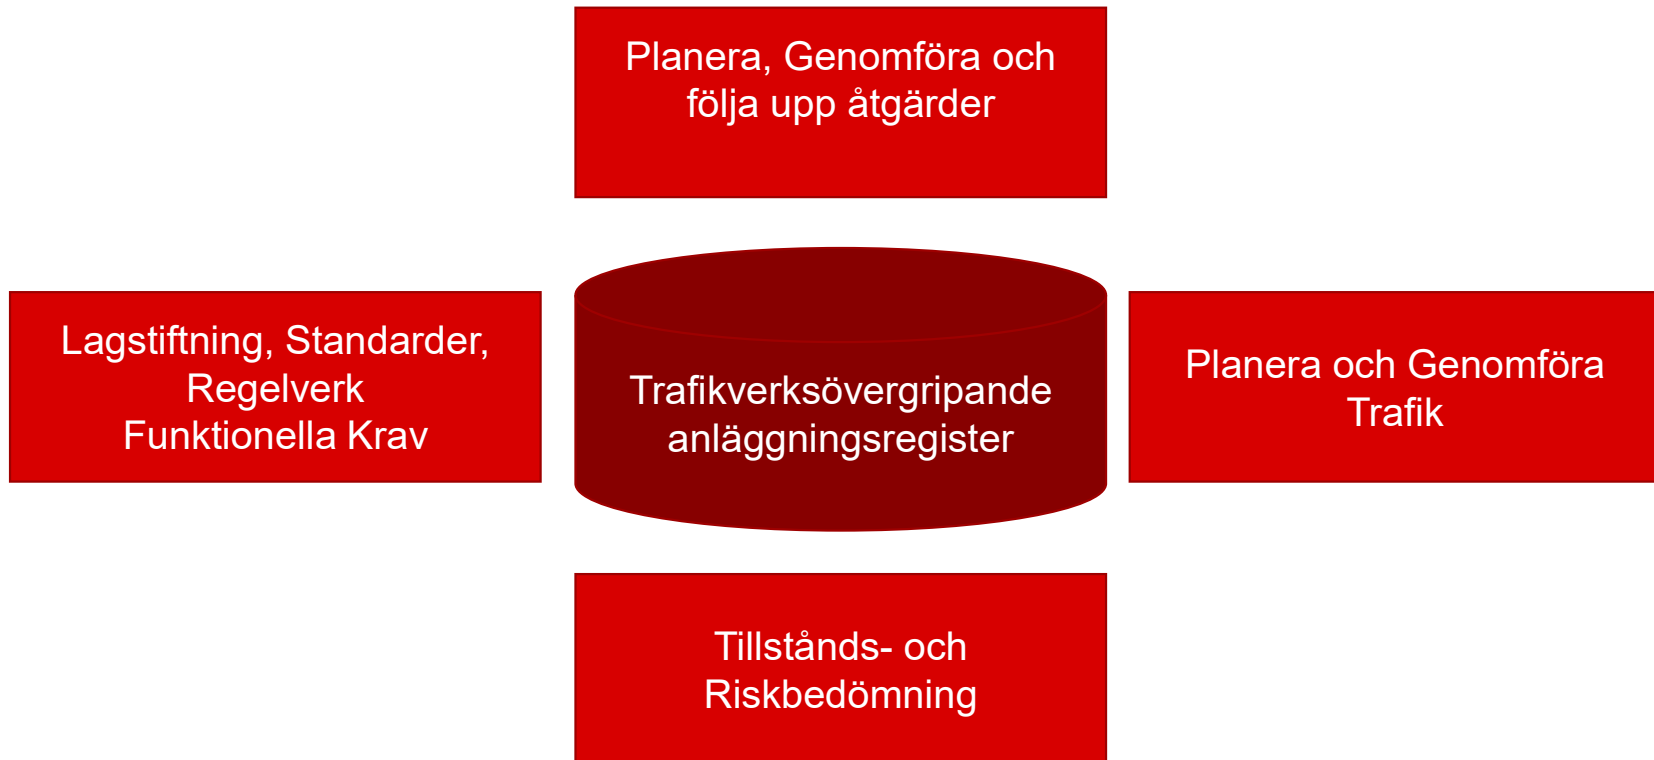 Planera, Genomföra och
följa upp åtgärder
Lagstiftning, Standarder,
Regelverk
Funktionella Krav
Trafikverksövergripande
anläggningsregister
Planera och Genomföra
Trafik
Tillstånds- och
Riskbedömning